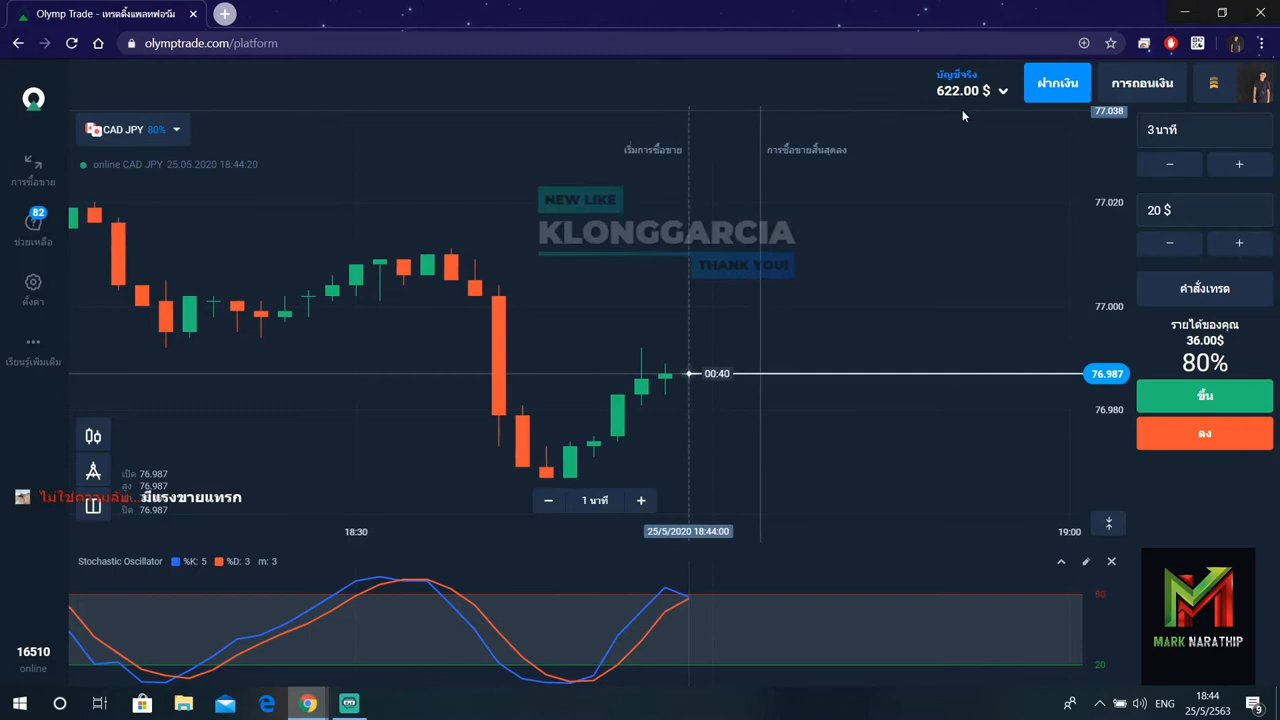 Olymp Trade - เทรดดิ้งแพลทฟอร์ม
olymptrade.com/platform
บัญชีจริง
622.00 $
ฝากเงิน
การถอนเงิน
CAD JPY 80%
online CAD JPY 25.05.2020 18:44:20
เริ่มการซื้อขาย
การซื้อขายสิ้นสุดลง
77.038
3 นาที
การซื้อขาย
NEW LIKE
KLONGGARCIA
THANK YOU!
77.020
20 $
82
ช่วยเหลือ
ตั้งค่า
77.000
คำสั่งเทรด
รายได้ของคุณ
36.00$
80%
เรียนรู้เพิ่มเติม
00:40
76.987
76.980
ขึ้น
ลง
เปิด 76.987
สูง 76.987
76.987
ปิด 76.987
มีแรงขายแทรก
1 นาที
18:30
25/5/2020 18:44:00
19:00
Stochastic Oscillator %K: 5 %D: 3 m: 3
80
20
16510
online
MARK NARATHIP
ENG
18:44
25/5/2563
9